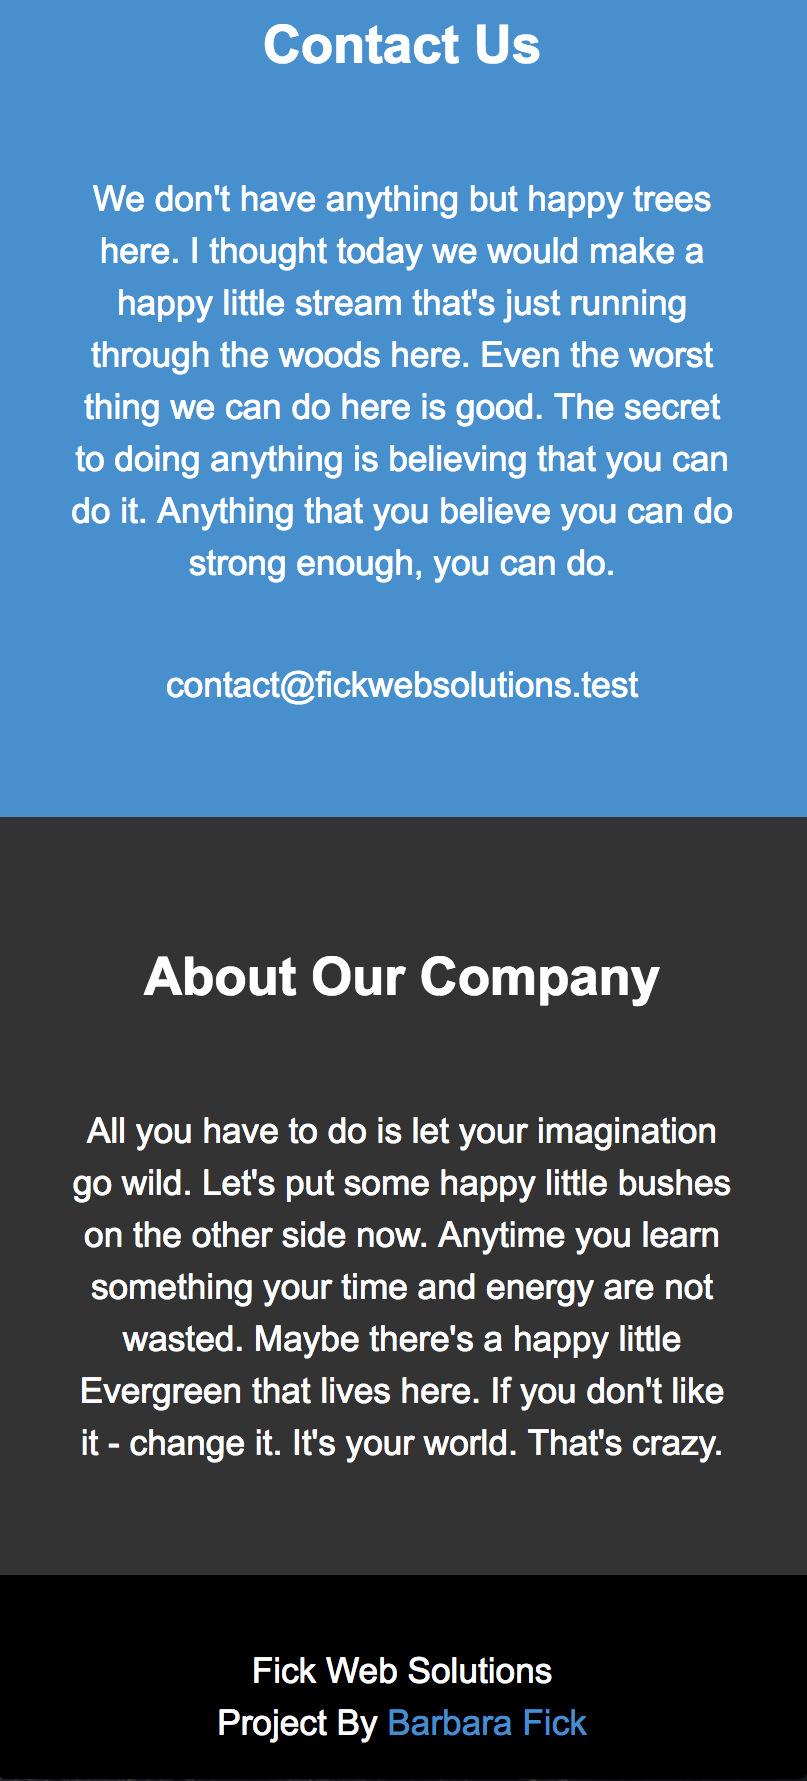 Contact Us
We don't have anything but happy trees
here. I thought today we would make a
happy little stream that's just running
through the woods here. Even the worst
thing we can do here is good. The secret
to doing anything is believing that you can
do it. Anything that you believe you can do
strong enough, you can do.
contact@fickwebsolutions.test
About Our Company
All you have to do is let your imagination
go wild. Let's put some happy little bushes
on the other side now. Anytime you learn
something your time and energy are not
wasted. Maybe there's a happy little
Evergreen that lives here. If you don't like
it - change it. It's your world. That's crazy.
Fick Web Solutions
Project By Barbara Fick